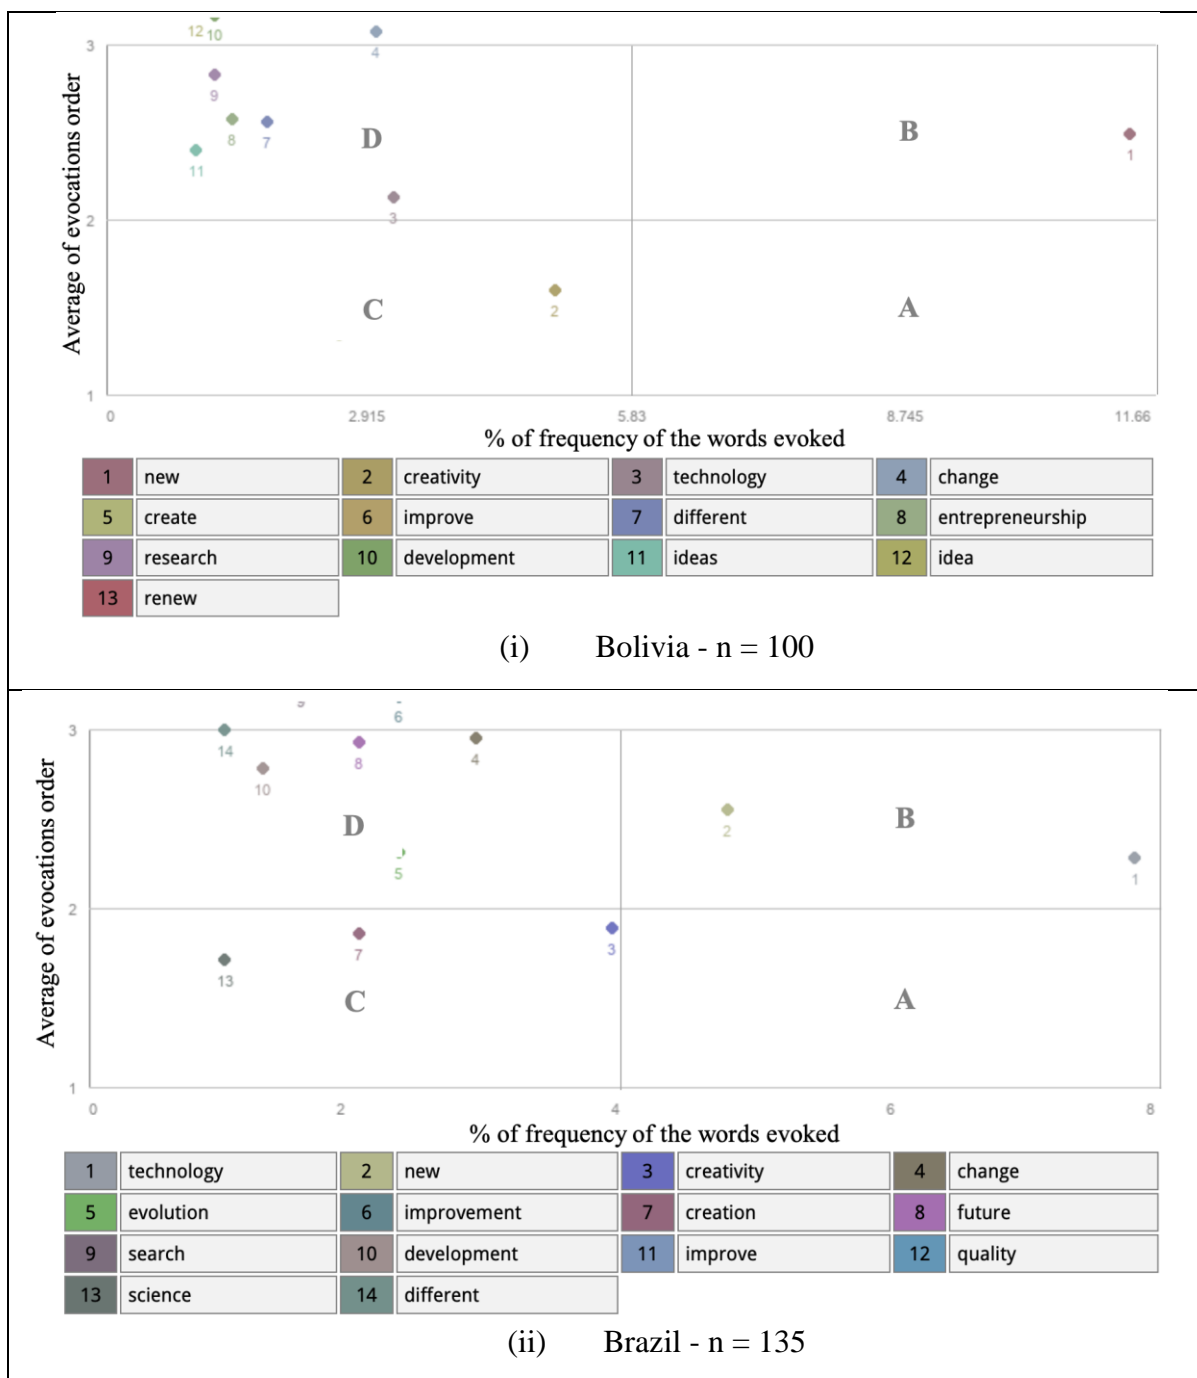 12 10
3
4
9
8
7
D
B
1
11
3
2
C
2
A
1
0 2.915 5.83 8.745 11.66
Average of evocations order
% of frequency of the words evoked
1 new 2 creativity 3 technology 4 change
5 create 6 improve 7 different 8 entrepreneurship
9 research 10 development 11 ideas 12 idea
13 renew
(i) Bolivia - n = 100
9
6
3
14
8
4
10
D
B
2
5
1
2
7
3
13
C
A
1
0 2 4 6 8
Average of evocations order
% of frequency of the words evoked
1 technology 2 new 3 creativity 4 change
5 evolution 6 improvement 7 creation 8 future
9 search 10 development 11 improve 12 quality
13 science 14 different
(ii) Brazil - n = 135